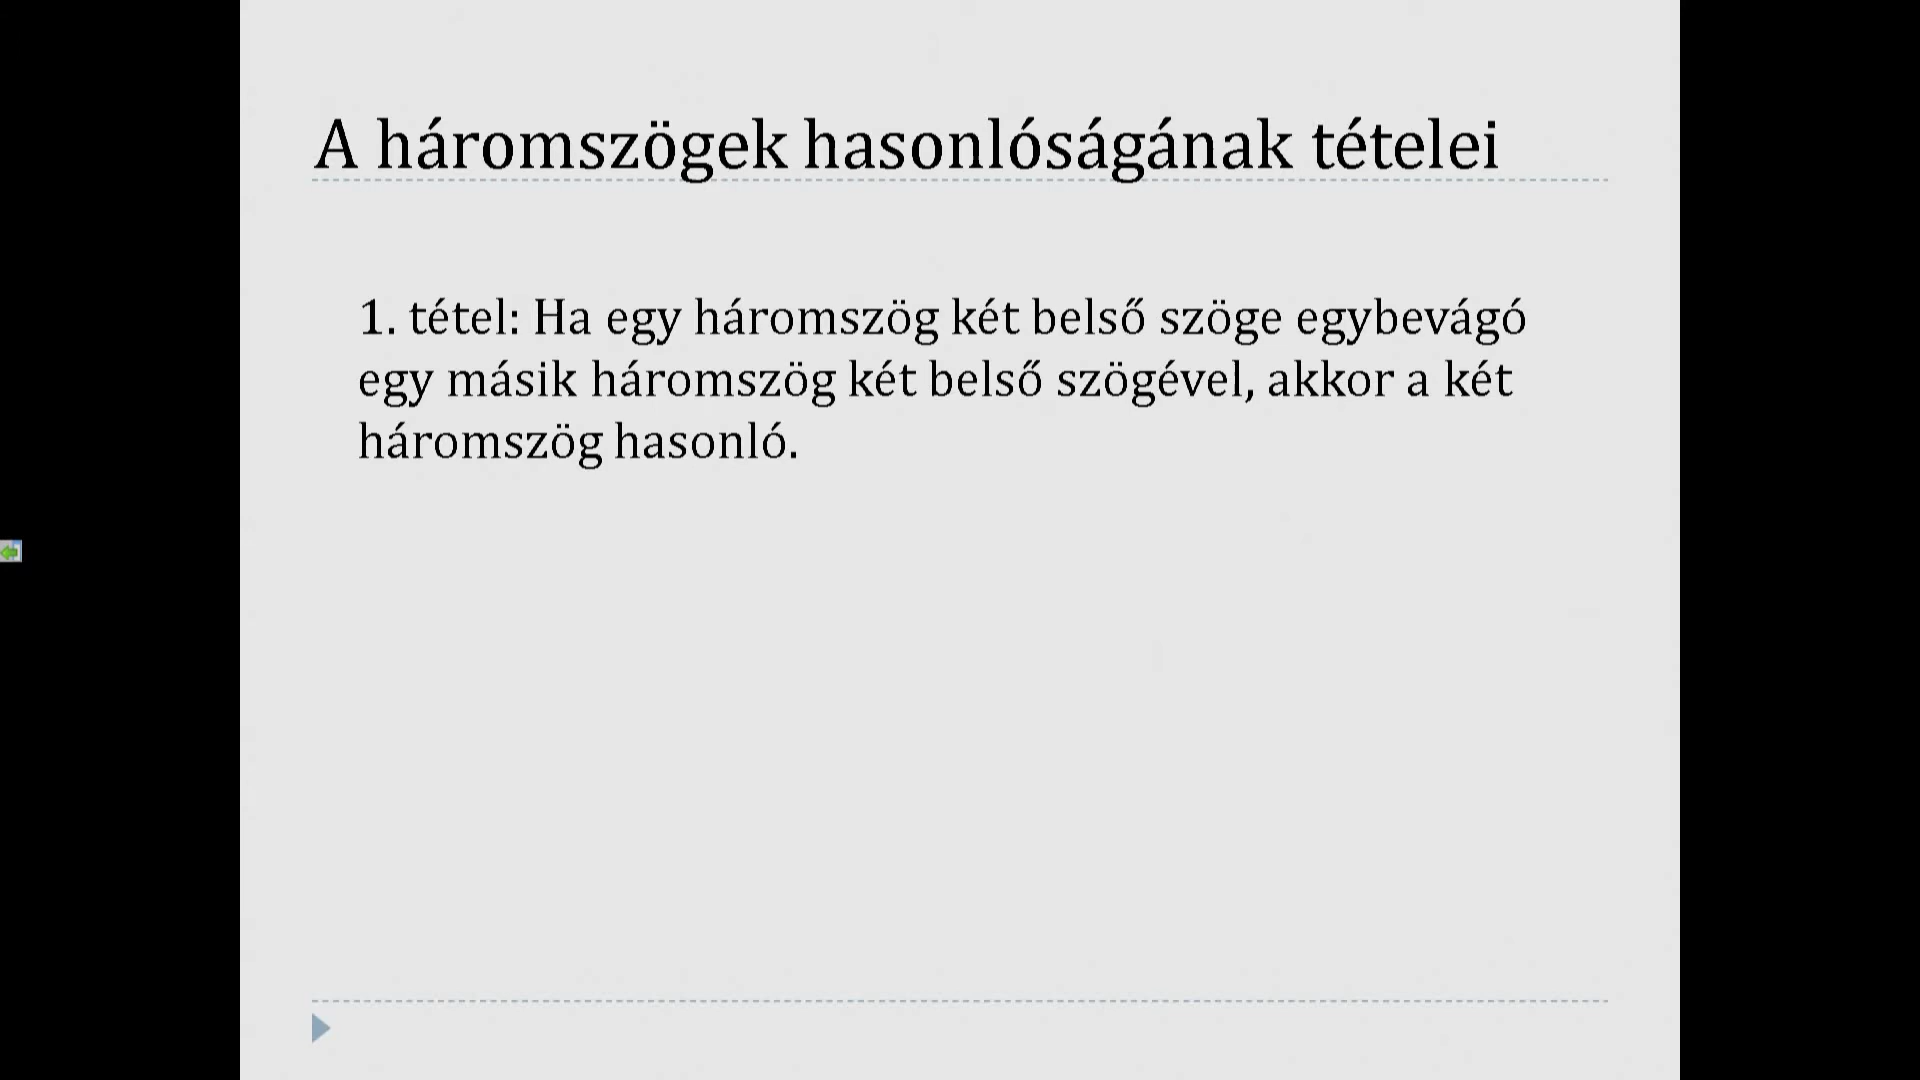 A háromszögek hasonlóságának tételei
1. tétel: Ha egy háromszög két belső szöge egybevágó
egy másik háromszög két belső szögével, akkor a két
háromszög hasonló.